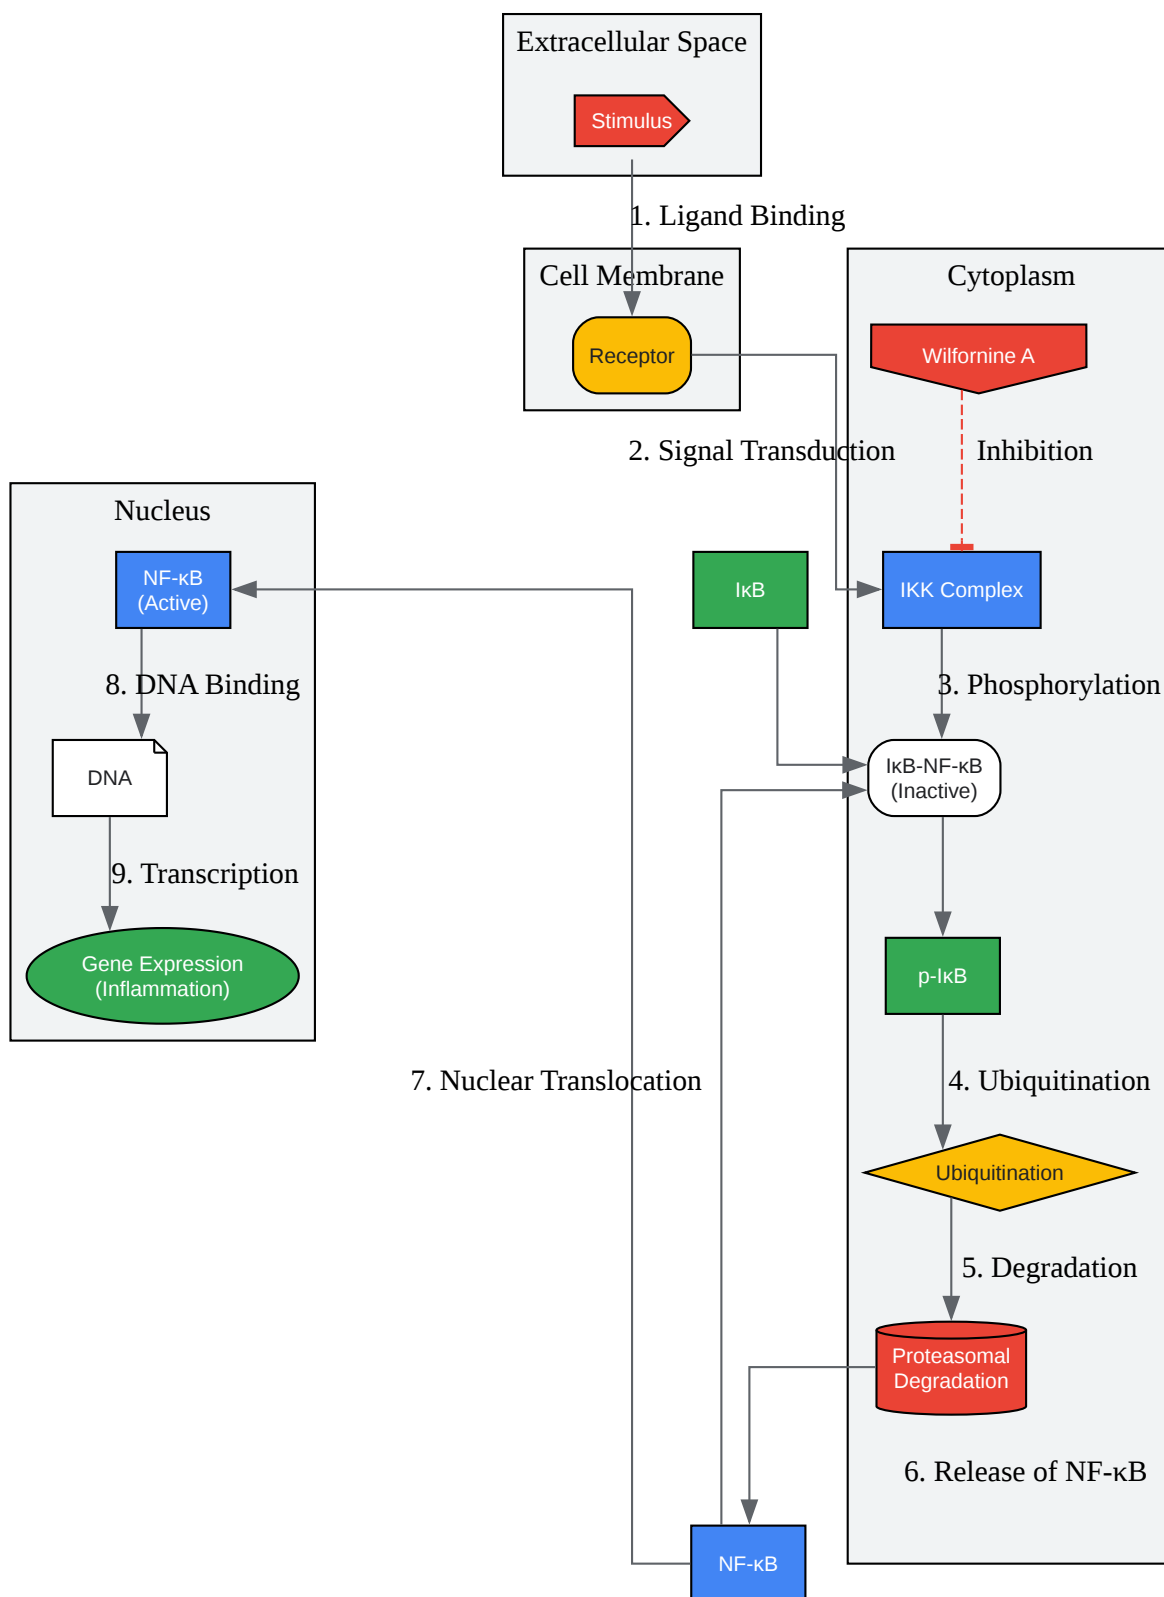 Extracellular Space
Stimulus
1. Ligand Binding
Cell Membrane
Receptor
Cytoplasm
Wilfornine A
2. Signal Transduction
Inhibition
Nucleus
NF-κB
(Active)
IκB
IKK Complex
8. DNA Binding
3. Phosphorylation
DNA
IκB-NF-κB
(Inactive)
9. Transcription
Gene Expression
(Inflammation)
p-IκB
7. Nuclear Translocation
4. Ubiquitination
Ubiquitination
5. Degradation
Proteasomal
Degradation
6. Release of NF-κB
NF-κB